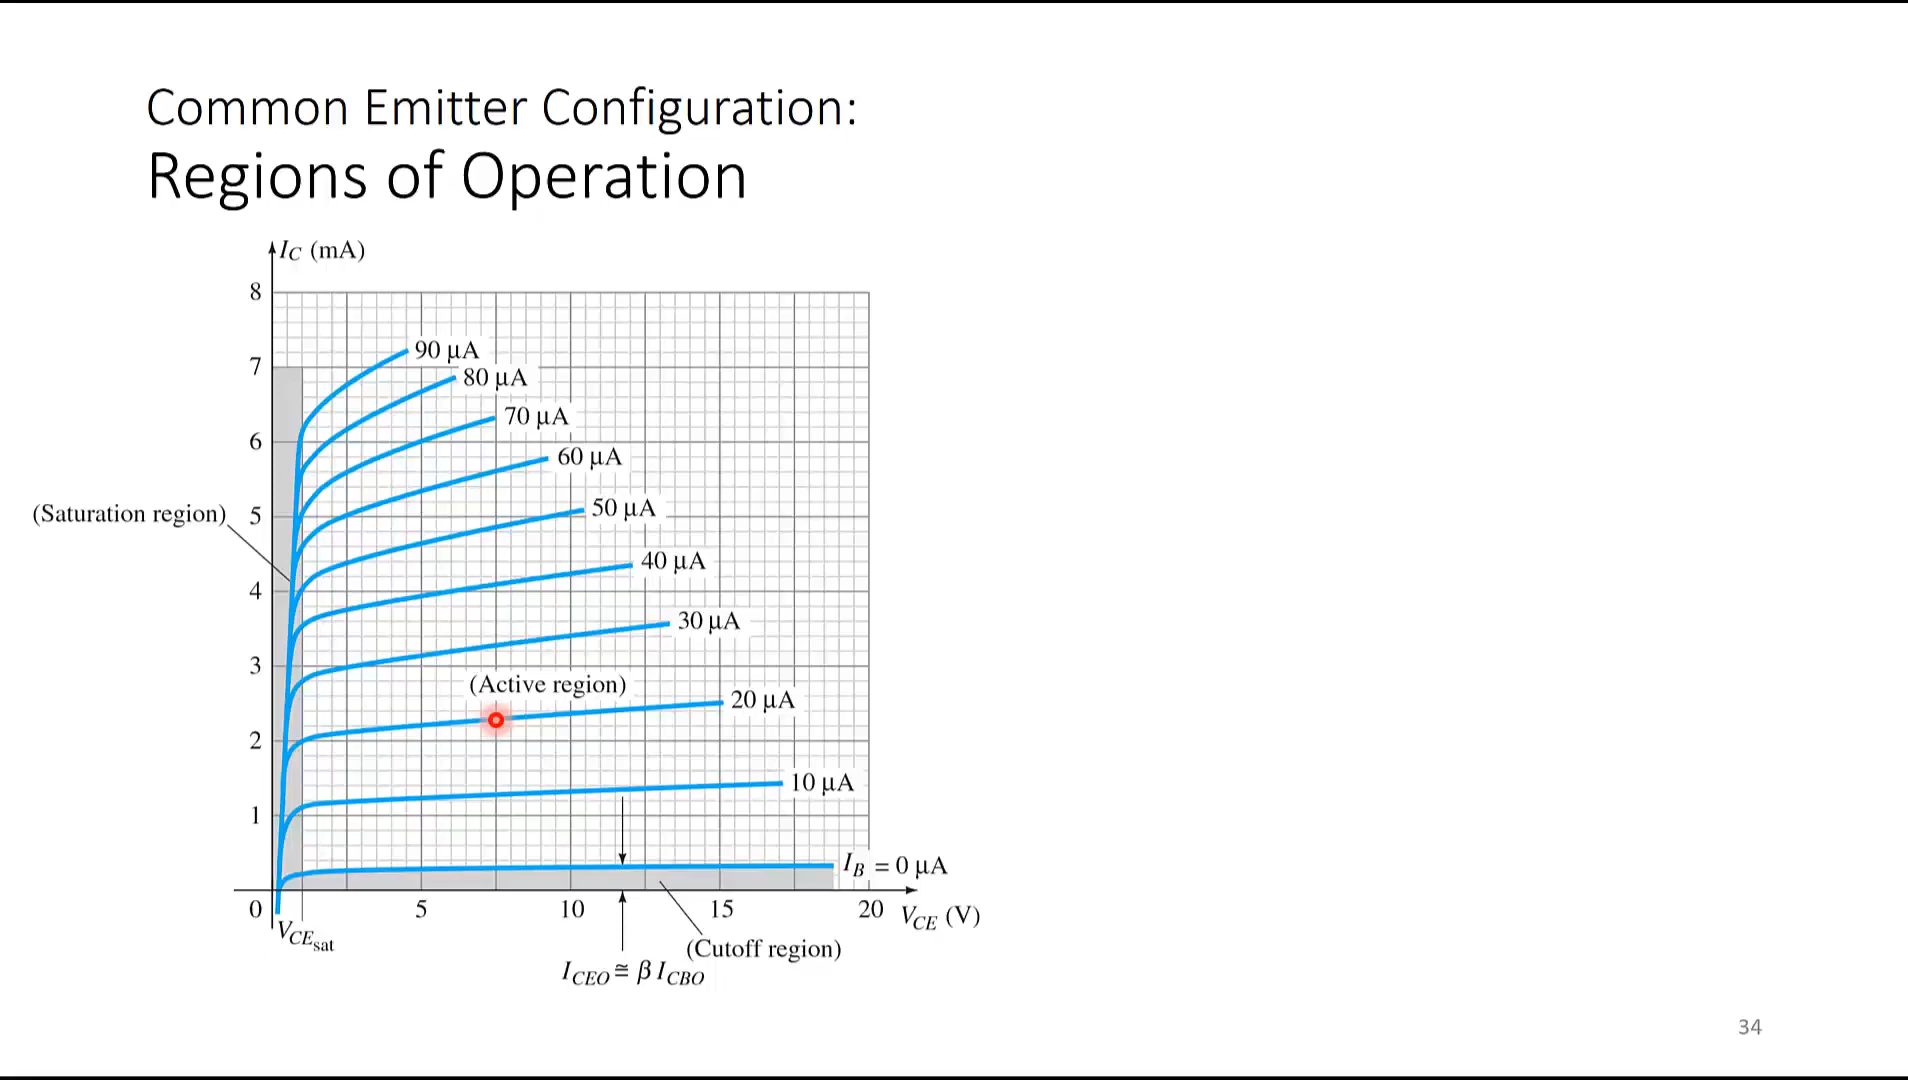 Common Emitter Configuration:
Regions of Operation
I_C (mA)
8
90 μA
7
80 μA
70 μA
6
60 μA
(Saturation region)
5
50 μA
40 μA
4
30 μA
3
(Active region)
20 μA
2
10 μA
1
I_B = 0 μA
0
5
10
15
20
V_CE (V)
V_CEsat
(Cutoff region)
I_CEO ≅ β I_CBO
34